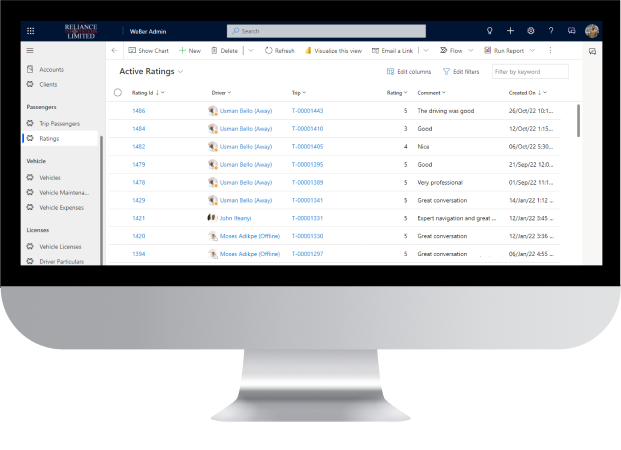 RELIANCE
LIMITED
WeBer Admin
Search
Show Chart
New
Delete
Refresh
Visualize this view
Email a Link
Flow
Run Report
Accounts
Clients
Passengers
Trip Passengers
Ratings
Vehicle
Vehicles
Vehicle Maintena...
Vehicle Expenses
Licenses
Vehicle Licenses
Driver Particulars
Active Ratings
Edit columns
Edit filters
Filter by keyword
Rating Id Driver Trip Rating Comment Created On
1486 Usman Bello (Away) T-00001443 5 The driving was good 26/Oct/22 10:1...
1484 Usman Bello (Away) T-00001410 3 Good 12/Oct/22 1:15...
1482 Usman Bello (Away) T-00001405 4 Nice 06/Oct/22 5:30...
1479 Usman Bello (Away) T-00001395 5 Good 21/Sep/22 12:0...
1478 Usman Bello (Away) T-00001389 5 Very professional 01/Sep/22 11:1...
1429 Usman Bello (Away) T-00001341 5 Great conversation 14/Jan/22 1:12 ...
1421 John Ifeanyi T-00001331 5 Expert navigation and great ... 12/Jan/22 3:45 ...
1420 Moses Adikpe (Offline) T-00001330 5 Great conversation 12/Jan/22 3:36 ...
1394 Moses Adikpe (Offline) T-00001297 5 Great conversation 06/Jan/22 4:55 ...